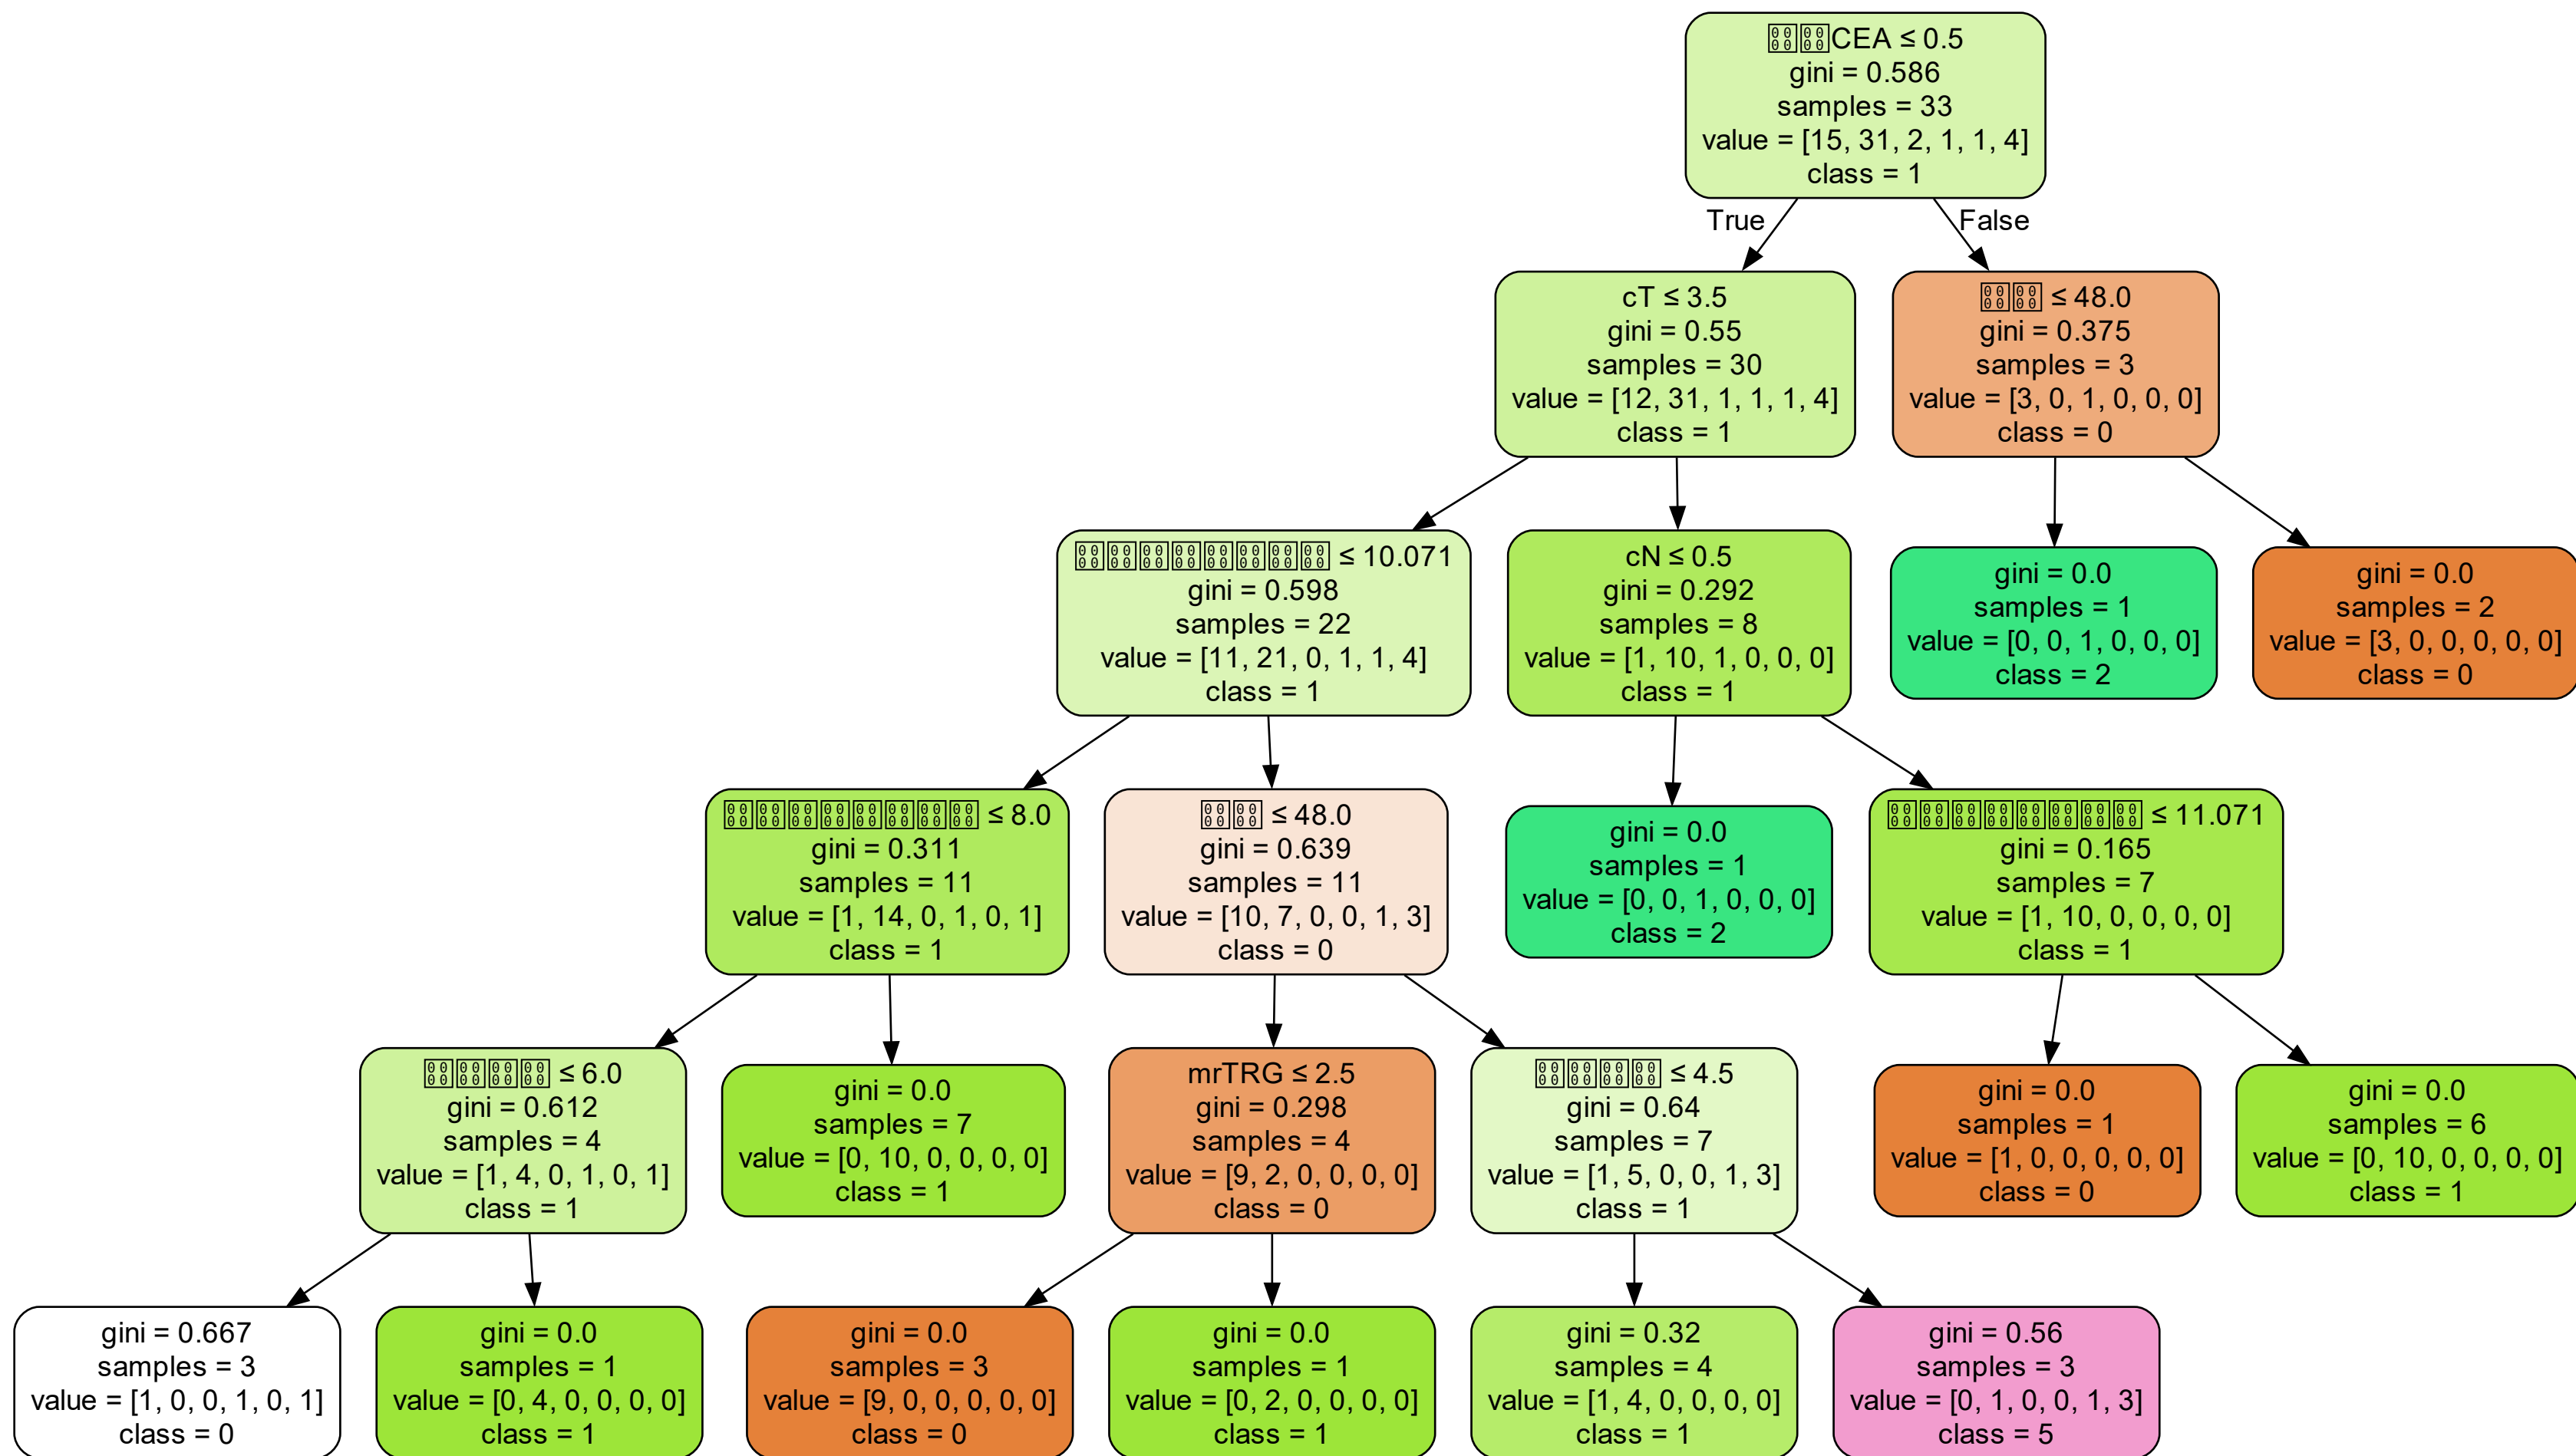 CEA ≤ 0.5
gini = 0.586
samples = 33
value = [15, 31, 2, 1, 1, 4]
class = 1
True
False
cT ≤ 3.5
gini = 0.55
samples = 30
value = [12, 31, 1, 1, 1, 4]
class = 1
≤ 48.0
gini = 0.375
samples = 3
value = [3, 0, 1, 0, 0, 0]
class = 0
≤ 10.071
gini = 0.598
samples = 22
value = [11, 21, 0, 1, 1, 4]
class = 1
cN ≤ 0.5
gini = 0.292
samples = 8
value = [1, 10, 1, 0, 0, 0]
class = 1
gini = 0.0
samples = 1
value = [0, 0, 1, 0, 0, 0]
class = 2
gini = 0.0
samples = 2
value = [3, 0, 0, 0, 0, 0]
class = 0
≤ 8.0
gini = 0.311
samples = 11
value = [1, 14, 0, 1, 0, 1]
class = 1
≤ 48.0
gini = 0.639
samples = 11
value = [10, 7, 0, 0, 1, 3]
class = 0
gini = 0.0
samples = 1
value = [0, 0, 1, 0, 0, 0]
class = 2
≤ 11.071
gini = 0.165
samples = 7
value = [1, 10, 0, 0, 0, 0]
class = 1
≤ 6.0
gini = 0.612
samples = 4
value = [1, 4, 0, 1, 0, 1]
class = 1
gini = 0.0
samples = 7
value = [0, 10, 0, 0, 0, 0]
class = 1
mrTRG ≤ 2.5
gini = 0.298
samples = 4
value = [9, 2, 0, 0, 0, 0]
class = 0
≤ 4.5
gini = 0.64
samples = 7
value = [1, 5, 0, 0, 1, 3]
class = 1
gini = 0.0
samples = 1
value = [1, 0, 0, 0, 0, 0]
class = 0
gini = 0.0
samples = 6
value = [0, 10, 0, 0, 0, 0]
class = 1
gini = 0.667
samples = 3
value = [1, 0, 0, 1, 0, 1]
class = 0
gini = 0.0
samples = 1
value = [0, 4, 0, 0, 0, 0]
class = 1
gini = 0.0
samples = 3
value = [9, 0, 0, 0, 0, 0]
class = 0
gini = 0.0
samples = 1
value = [0, 2, 0, 0, 0, 0]
class = 1
gini = 0.32
samples = 4
value = [1, 4, 0, 0, 0, 0]
class = 1
gini = 0.56
samples = 3
value = [0, 1, 0, 0, 1, 3]
class = 5